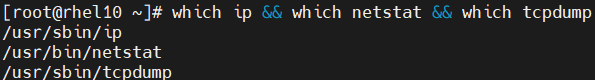 [root@rhel10 ~]# which ip && which netstat && which tcpdump
/usr/sbin/ip
/usr/bin/netstat
/usr/sbin/tcpdump